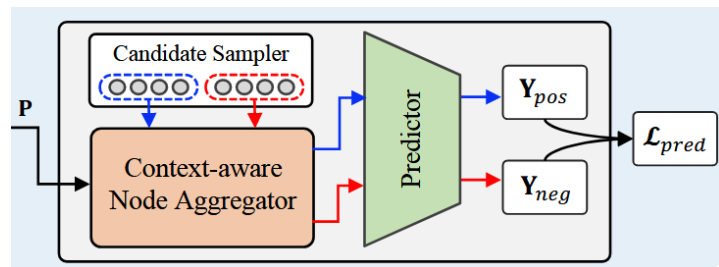 Candidate Sampler
P
Context-aware
Node Aggregator
Predictor
Y_pos
Y_neg
ℒ_pred